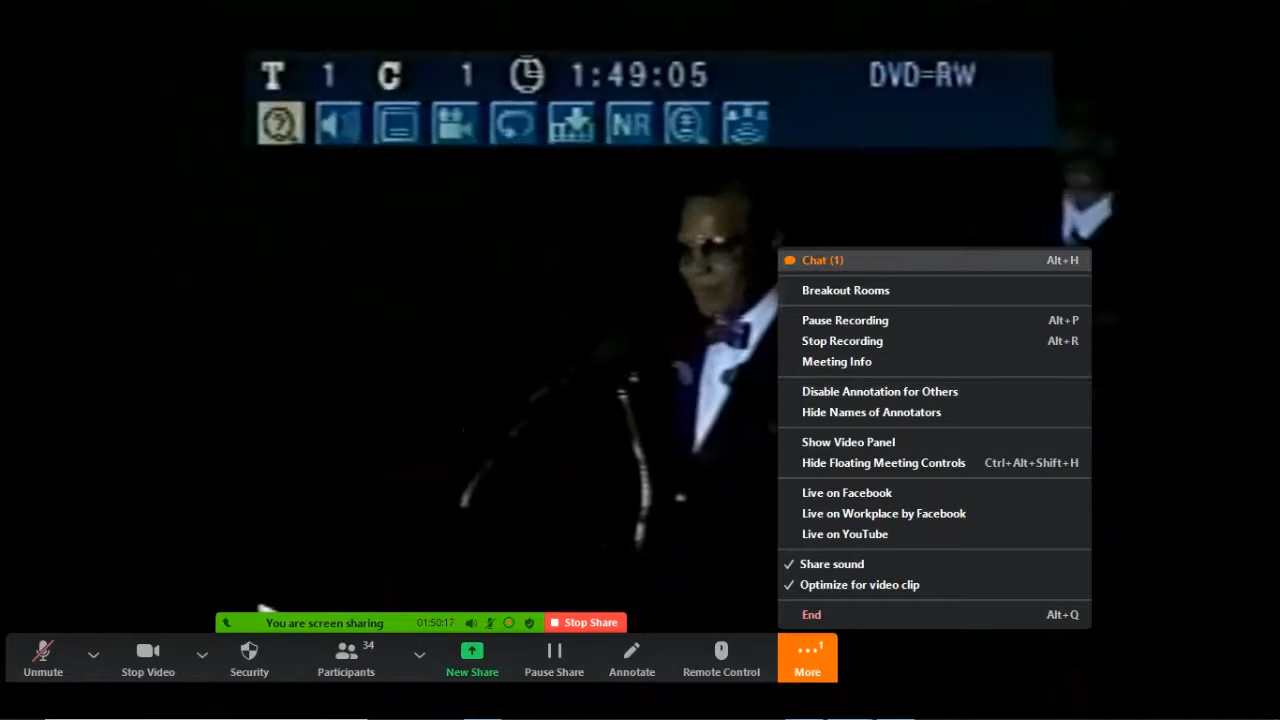 T 1 C 1 1:49:05 DVD=RW
NR
Chat (1) Alt+H
Breakout Rooms
Pause Recording Alt+P
Stop Recording Alt+R
Meeting Info
Disable Annotation for Others
Hide Names of Annotators
Show Video Panel
Hide Floating Meeting Controls Ctrl+Alt+Shift+H
Live on Facebook
Live on Workplace by Facebook
Live on YouTube
Share sound
Optimize for video clip
End Alt+Q
You are screen sharing 01:50:17 Stop Share
34 1
Unmute Stop Video Security Participants New Share Pause Share Annotate Remote Control More